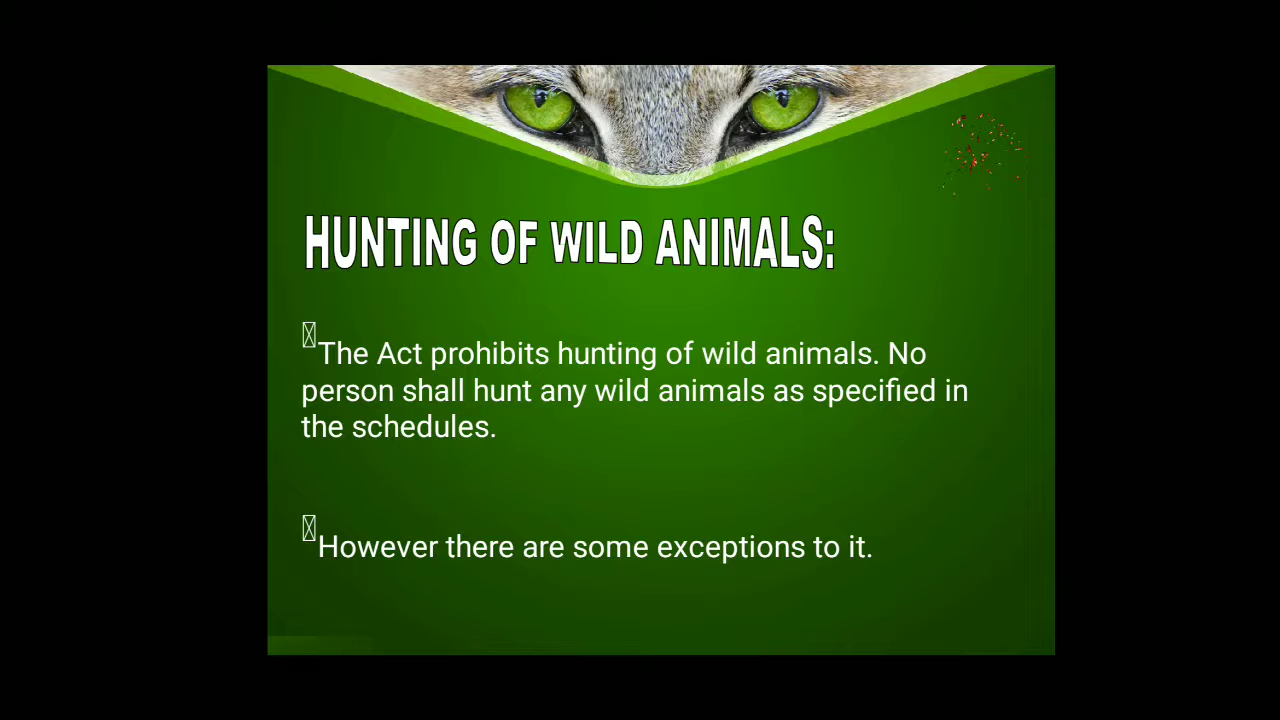 HUNTING OF WILD ANIMALS:
The Act prohibits hunting of wild animals. No
person shall hunt any wild animals as specified in
the schedules.
However there are some exceptions to it.